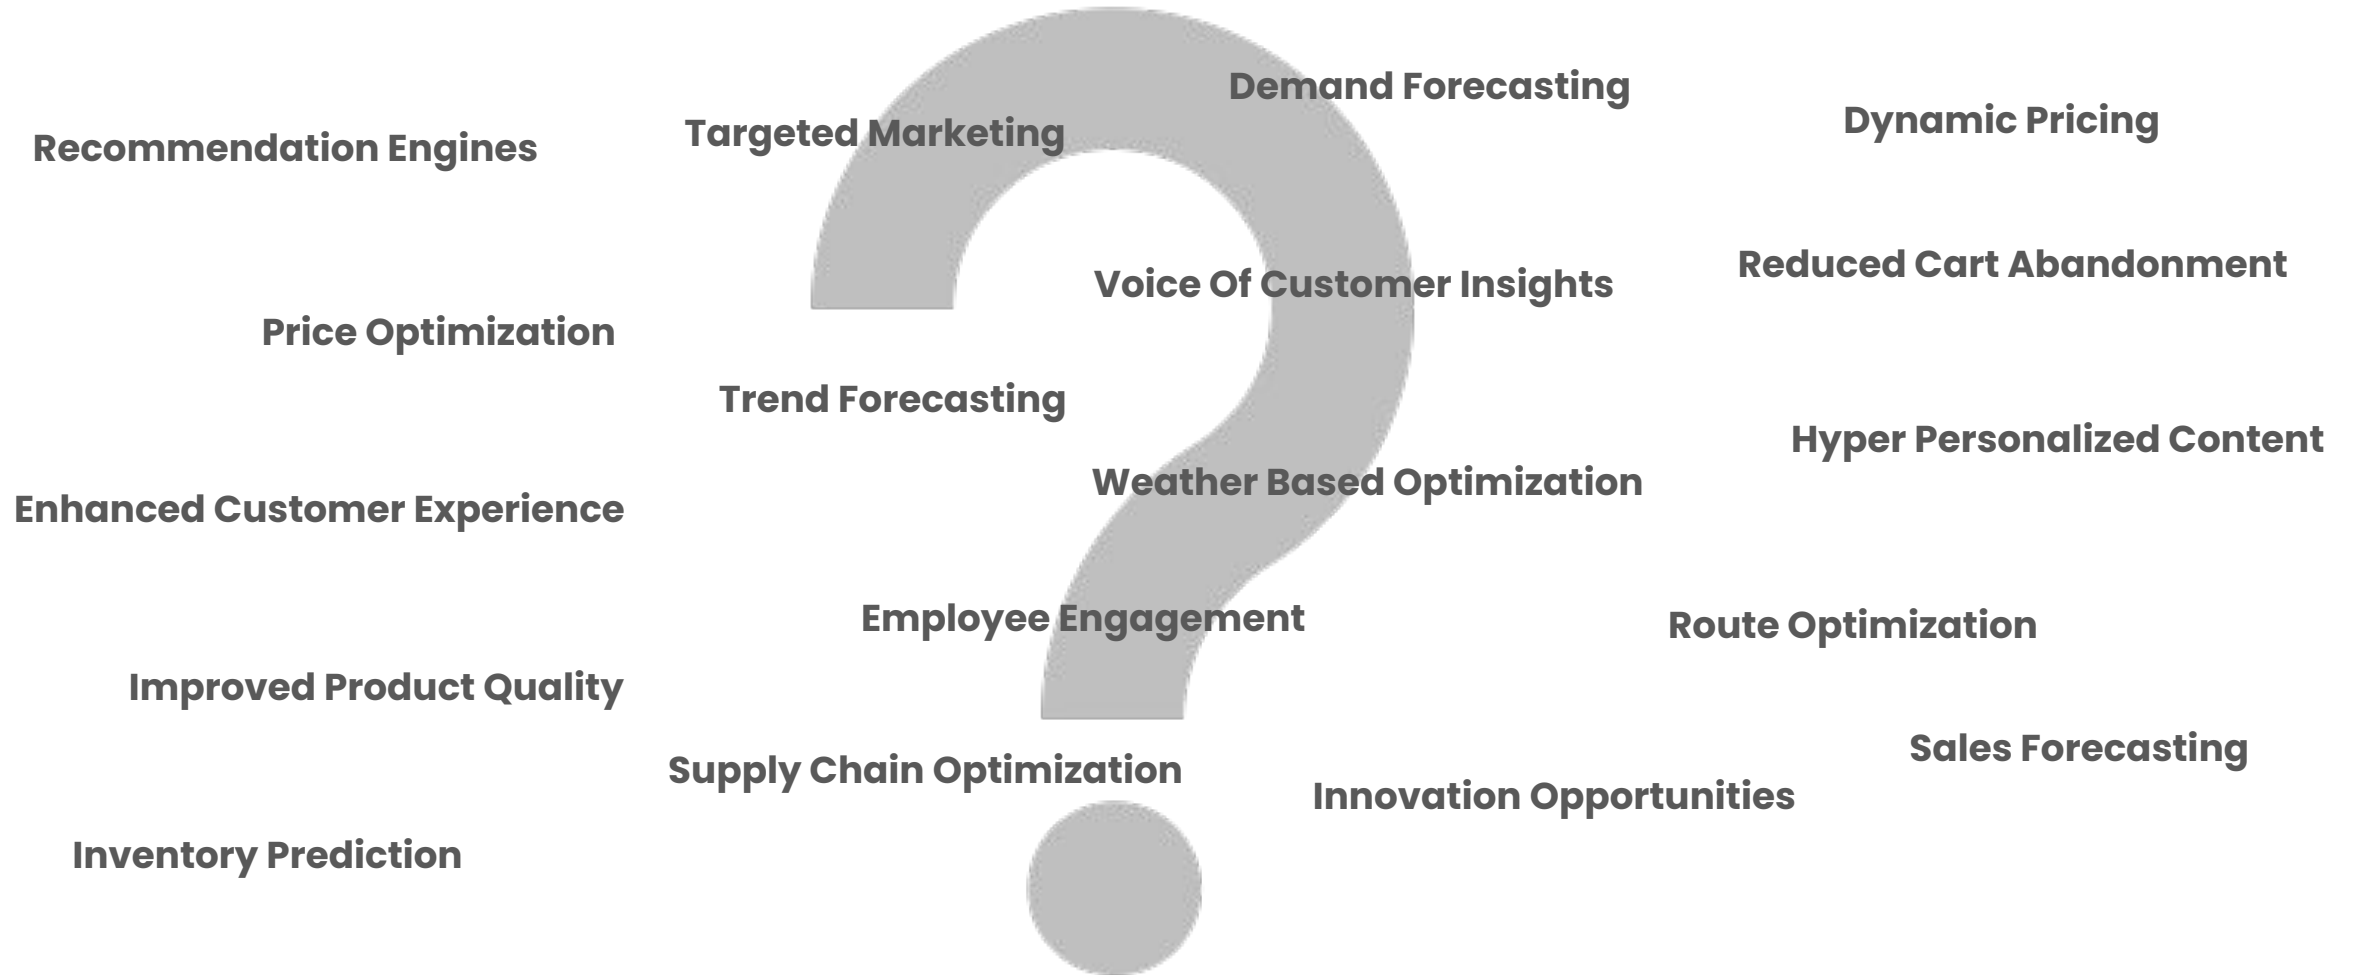 Demand Forecasting
Dynamic Pricing
Targeted Marketing
Recommendation Engines
Reduced Cart Abandonment
Voice Of Customer Insights
Price Optimization
Trend Forecasting
Hyper Personalized Content
Weather Based Optimization
Enhanced Customer Experience
Employee Engagement
Route Optimization
Improved Product Quality
Sales Forecasting
Supply Chain Optimization
Innovation Opportunities
Inventory Prediction
?